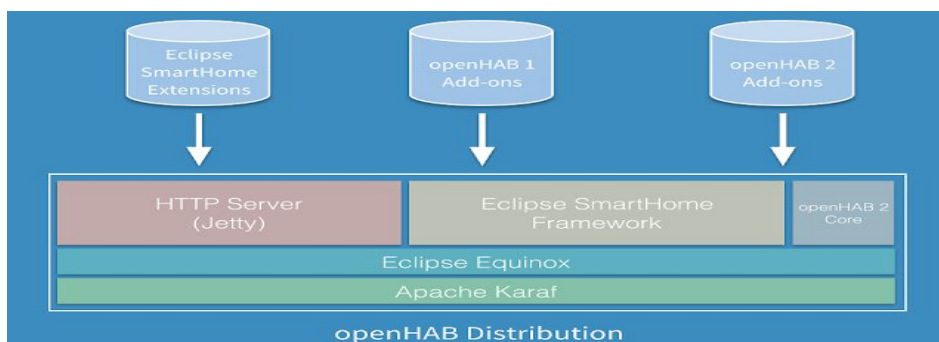 Eclipse
SmartHome
Extensions
openHAB 1
Add-ons
openHAB 2
Add-ons
HTTP Server
(Jetty)
Eclipse SmartHome
Framework
openHAB 2
Core
Eclipse Equinox
Apache Karaf
openHAB Distribution